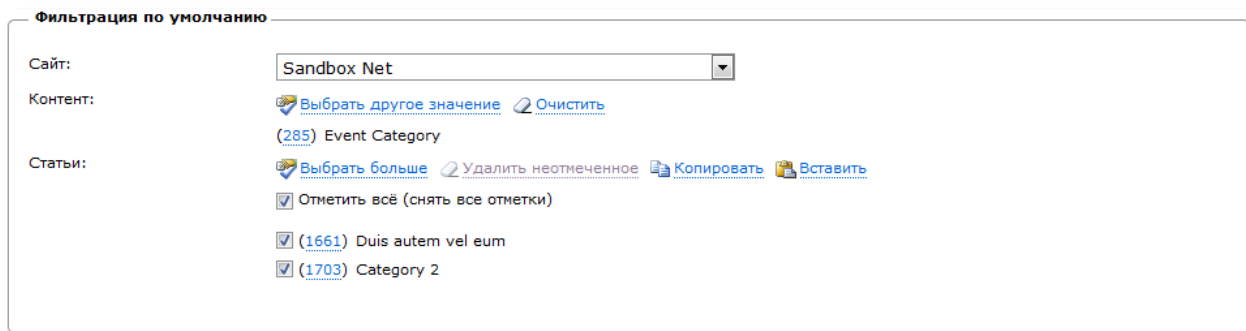 Фильтрация по умолчанию
Сайт: Sandbox Net
Контент: Выбрать другое значение Очистить
(285) Event Category
Статьи: Выбрать больше Удалить неотмеченное Копировать Вставить
Отметить всё (снять все отметки)
(1661) Duis autem vel eum
(1703) Category 2